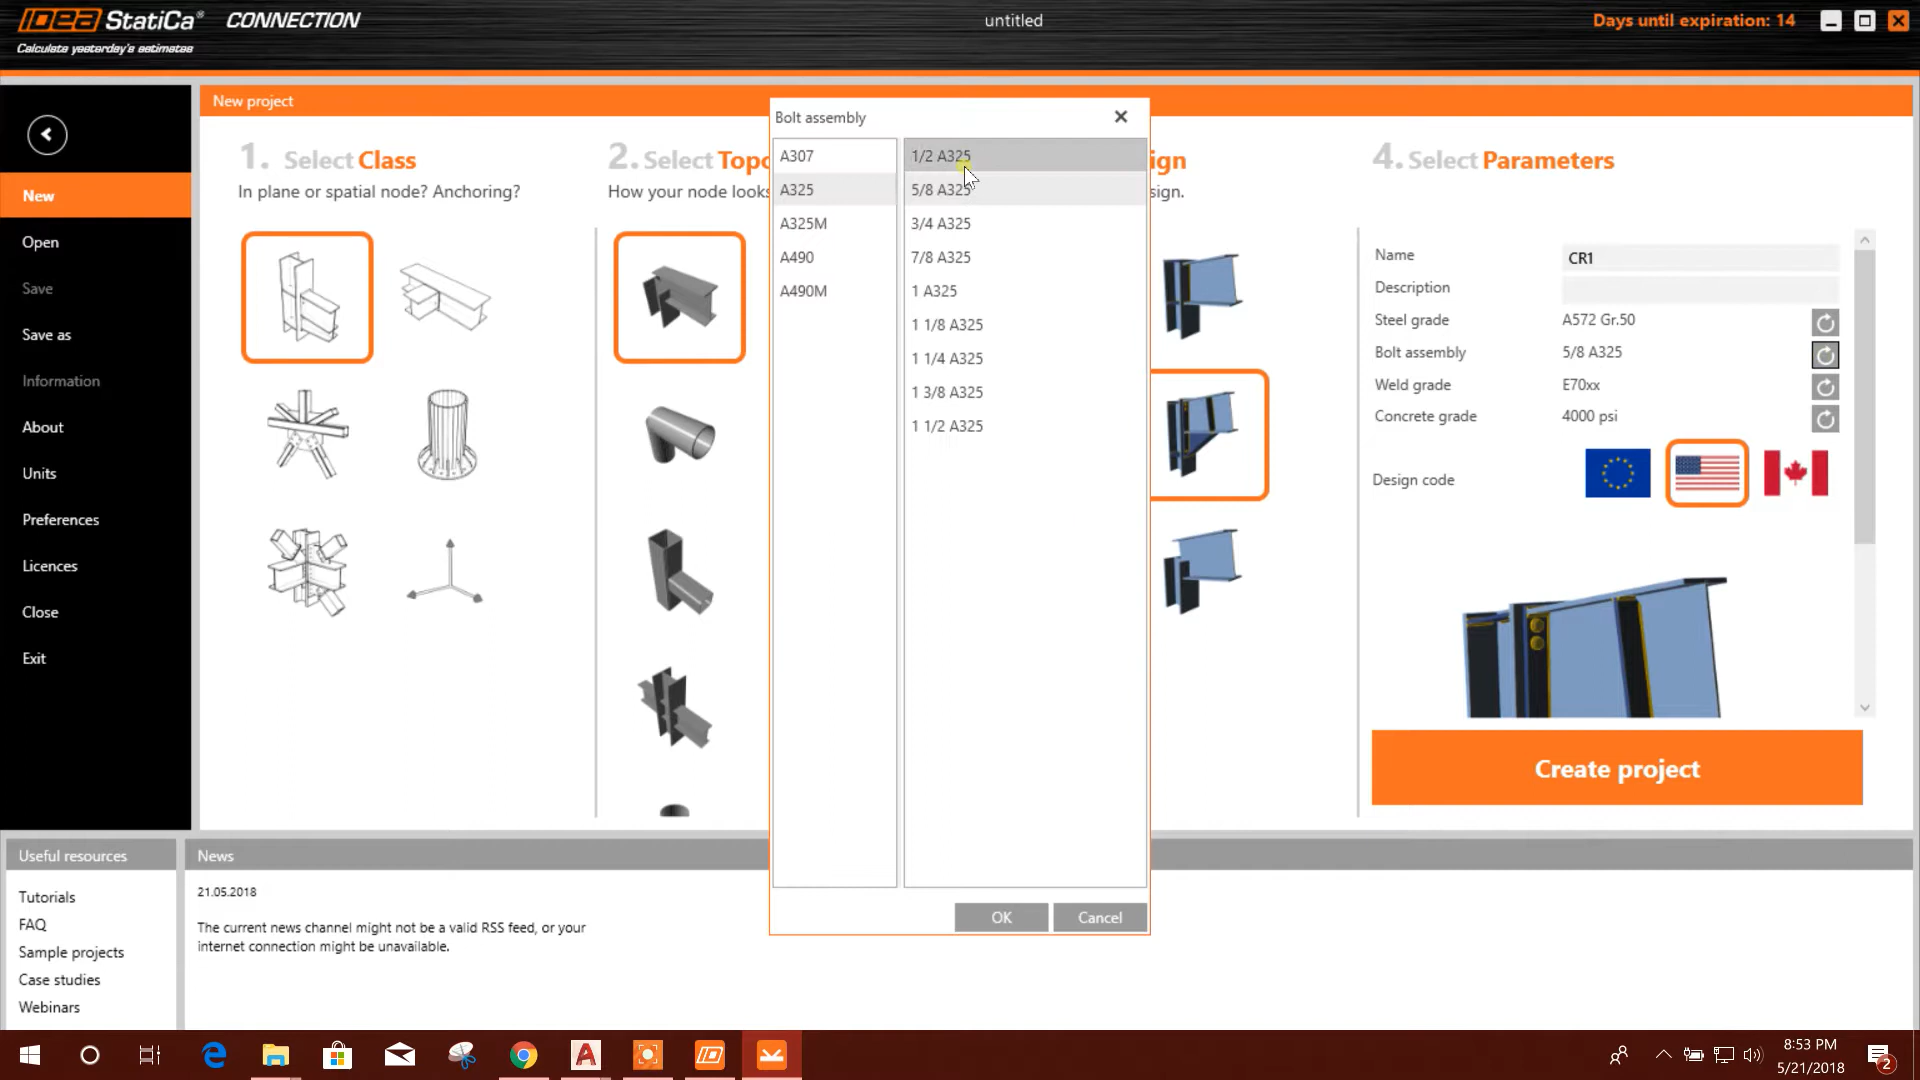 IDEA StatiCa® CONNECTION
Calculate yesterday's estimates
untitled
Days until expiration: 14
New
Open
Save
Save as
Information
About
Units
Preferences
Licences
Close
Exit
New project
1. Select Class
In plane or spatial node? Anchoring?
2. Select Topo
How your node looks
ign
sign.
4. Select Parameters
Name CR1
Description
Steel grade A572 Gr.50
Bolt assembly 5/8 A325
Weld grade E70xx
Concrete grade 4000 psi
Design code
Create project
Bolt assembly
A307
A325
A325M
A490
A490M
1/2 A325
5/8 A325
3/4 A325
7/8 A325
1 A325
1 1/8 A325
1 1/4 A325
1 3/8 A325
1 1/2 A325
OK
Cancel
Useful resources
Tutorials
FAQ
Sample projects
Case studies
Webinars
News
21.05.2018
The current news channel might not be a valid RSS feed, or your
internet connection might be unavailable.
8:53 PM
5/21/2018
2